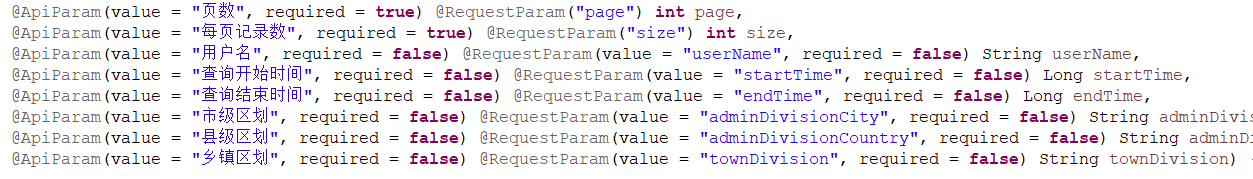 @ApiParam(value = "页数", required = true) @RequestParam("page") int page,
@ApiParam(value = "每页记录数", required = true) @RequestParam("size") int size,
@ApiParam(value = "用户名", required = false) @RequestParam(value = "userName", required = false) String userName,
@ApiParam(value = "查询开始时间", required = false) @RequestParam(value = "startTime", required = false) Long startTime,
@ApiParam(value = "查询结束时间", required = false) @RequestParam(value = "endTime", required = false) Long endTime,
@ApiParam(value = "市级区划", required = false) @RequestParam(value = "adminDivisionCity", required = false) String adminDivis
@ApiParam(value = "县级区划", required = false) @RequestParam(value = "adminDivisionCountry", required = false) String adminD
@ApiParam(value = "乡镇区划", required = false) @RequestParam(value = "townDivision", required = false) String townDivision)